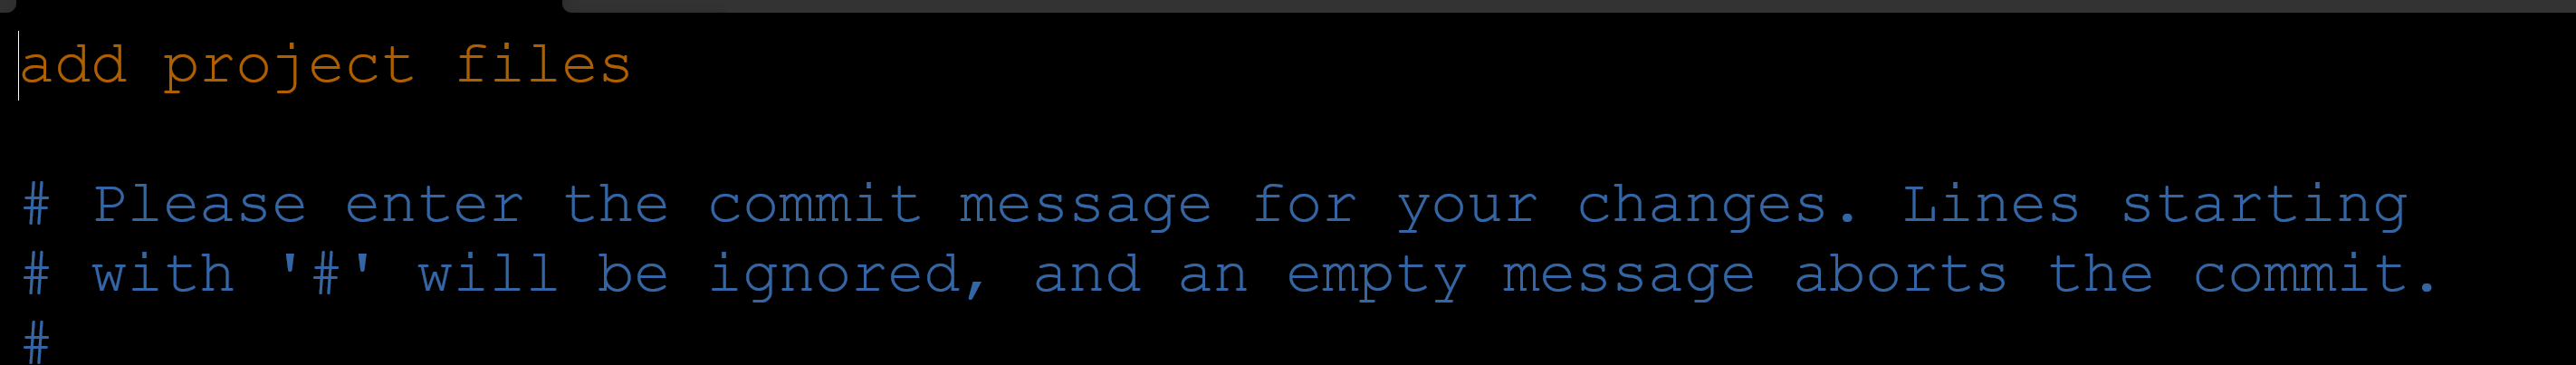 add project files
# Please enter the commit message for your changes. Lines starting
# with '#' will be ignored, and an empty message aborts the commit.
#